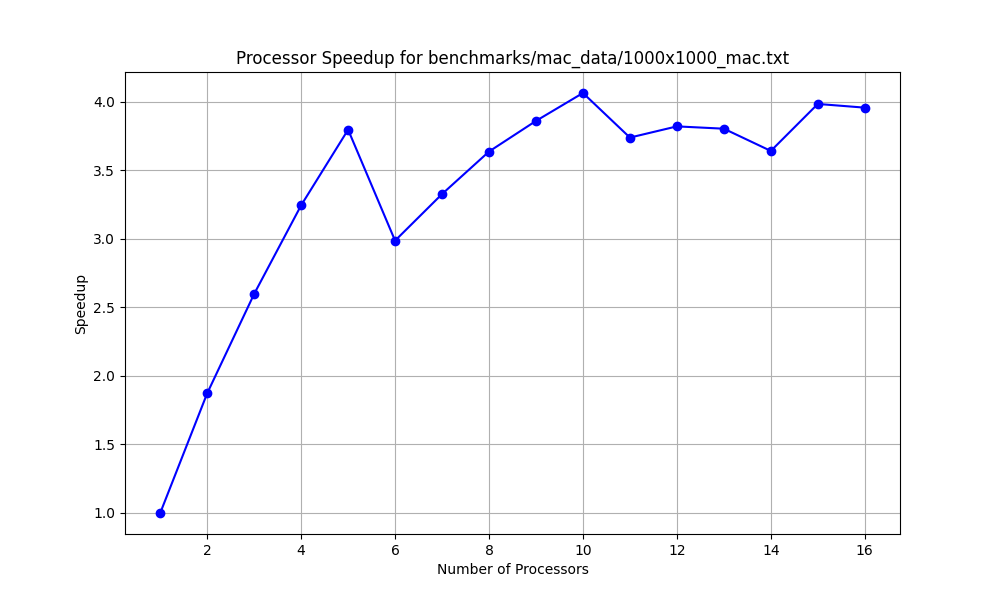 Processor Speedup for benchmarks/mac_data/1000x1000_mac.txt
4.0
3.5
3.0
2.5
2.0
1.5
1.0
Speedup
2 4 6 8 10 12 14 16
Number of Processors